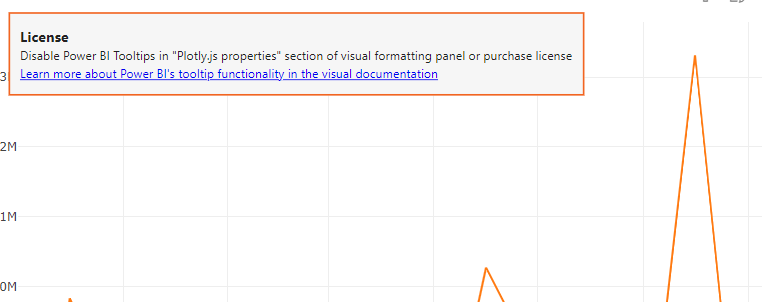 License
Disable Power BI Tooltips in "Plotly.js properties" section of visual formatting panel or purchase license
Learn more about Power BI's tooltip functionality in the visual documentation
3
2M
1M
0M